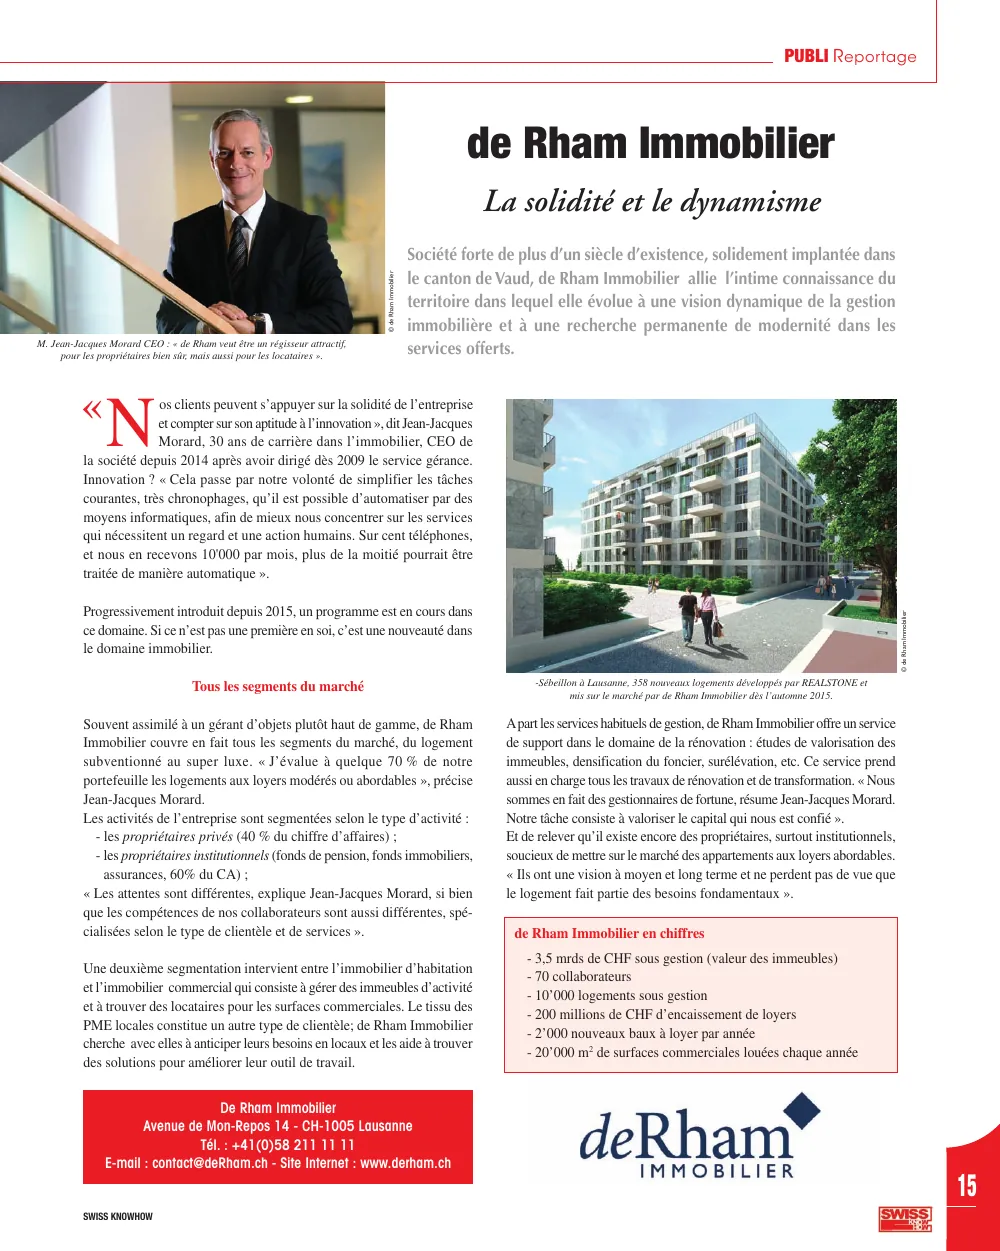 PUBLI Reportage
de Rham Immobilier
La solidité et le dynamisme
Société forte de plus d'un siècle d'existence, solidement implantée dans
le canton de Vaud, de Rham Immobilier allie l'intime connaissance du
territoire dans lequel elle évolue à une vision dynamique de la gestion
immobilière et à une recherche permanente de modernité dans les
services offerts.
© de Rham Immobilier
M. Jean-Jacques Morard CEO : « de Rham veut être un régisseur attractif,
pour les propriétaires bien sûr, mais aussi pour les locataires ».
« Nos clients peuvent s'appuyer sur la solidité de l'entreprise
et compter sur son aptitude à l'innovation », dit Jean-Jacques
Morard, 30 ans de carrière dans l'immobilier, CEO de
la société depuis 2014 après avoir dirigé dès 2009 le service gérance.
Innovation ? « Cela passe par notre volonté de simplifier les tâches
courantes, très chronophages, qu'il est possible d'automatiser par des
moyens informatiques, afin de mieux nous concentrer sur les services
qui nécessitent un regard et une action humains. Sur cent téléphones,
et nous en recevons 10'000 par mois, plus de la moitié pourrait être
traitée de manière automatique ».
Progressivement introduit depuis 2015, un programme est en cours dans
ce domaine. Si ce n'est pas une première en soi, c'est une nouveauté dans
le domaine immobilier.
Tous les segments du marché
Souvent assimilé à un gérant d'objets plutôt haut de gamme, de Rham
Immobilier couvre en fait tous les segments du marché, du logement
subventionné au super luxe. « J'évalue à quelque 70 % de notre
portefeuille les logements aux loyers modérés ou abordables », précise
Jean-Jacques Morard.
Les activités de l'entreprise sont segmentées selon le type d'activité :
- les propriétaires privés (40 % du chiffre d'affaires) ;
- les propriétaires institutionnels (fonds de pension, fonds immobiliers,
assurances, 60% du CA) ;
« Les attentes sont différentes, explique Jean-Jacques Morard, si bien
que les compétences de nos collaborateurs sont aussi différentes, spé-
cialisées selon le type de clientèle et de services ».
Une deuxième segmentation intervient entre l'immobilier d'habitation
et l'immobilier commercial qui consiste à gérer des immeubles d'activité
et à trouver des locataires pour les surfaces commerciales. Le tissu des
PME locales constitue un autre type de clientèle; de Rham Immobilier
cherche avec elles à anticiper leurs besoins en locaux et les aide à trouver
des solutions pour améliorer leur outil de travail.
De Rham Immobilier
Avenue de Mon-Repos 14 - CH-1005 Lausanne
Tél. : +41(0)58 211 11 11
E-mail : contact@deRham.ch - Site Internet : www.derham.ch
© de Rham Immobilier
-Sébeillon à Lausanne, 358 nouveaux logements développés par REALSTONE et
mis sur le marché par de Rham Immobilier dès l'automne 2015.
A part les services habituels de gestion, de Rham Immobilier offre un service
de support dans le domaine de la rénovation : études de valorisation des
immeubles, densification du foncier, surélévation, etc. Ce service prend
aussi en charge tous les travaux de rénovation et de transformation. « Nous
sommes en fait des gestionnaires de fortune, résume Jean-Jacques Morard.
Notre tâche consiste à valoriser le capital qui nous est confié ».
Et de relever qu'il existe encore des propriétaires, surtout institutionnels,
soucieux de mettre sur le marché des appartements aux loyers abordables.
« Ils ont une vision à moyen et long terme et ne perdent pas de vue que
le logement fait partie des besoins fondamentaux ».
de Rham Immobilier en chiffres
- 3,5 mrds de CHF sous gestion (valeur des immeubles)
- 70 collaborateurs
- 10'000 logements sous gestion
- 200 millions de CHF d'encaissement de loyers
- 2'000 nouveaux baux à loyer par année
- 20'000 m² de surfaces commerciales louées chaque année
deRham
IMMOBILIER
15
SWISS KNOWHOW
SWISS
KNOW
HOW